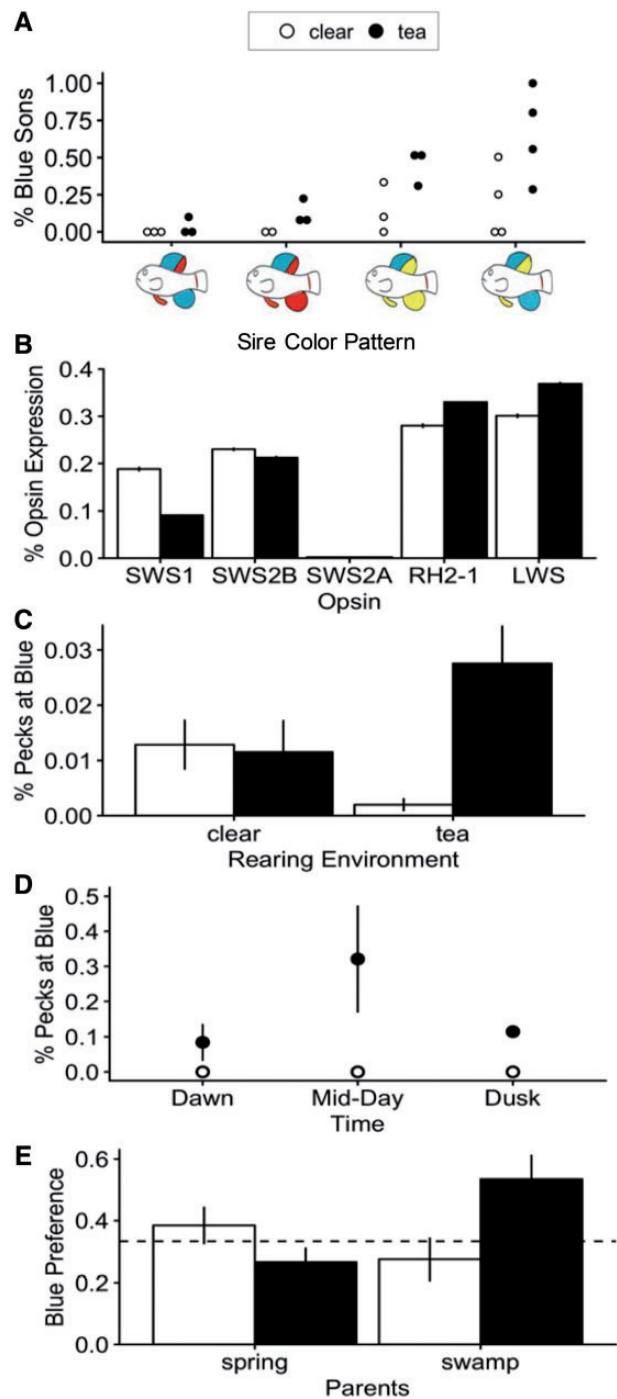 A
clear tea
% Blue Sons
1.00
0.75
0.50
0.25
0.00
Sire Color Pattern
B
% Opsin Expression
0.4
0.3
0.2
0.1
0.0
SWS1 SWS2B SWS2A RH2-1 LWS
Opsin
C
% Pecks at Blue
0.03
0.02
0.01
0.00
clear tea
Rearing Environment
D
% Pecks at Blue
0.5
0.4
0.3
0.2
0.1
0.0
Dawn Mid-Day Dusk
Time
E
Blue Preference
0.6
0.4
0.2
0.0
spring swamp
Parents